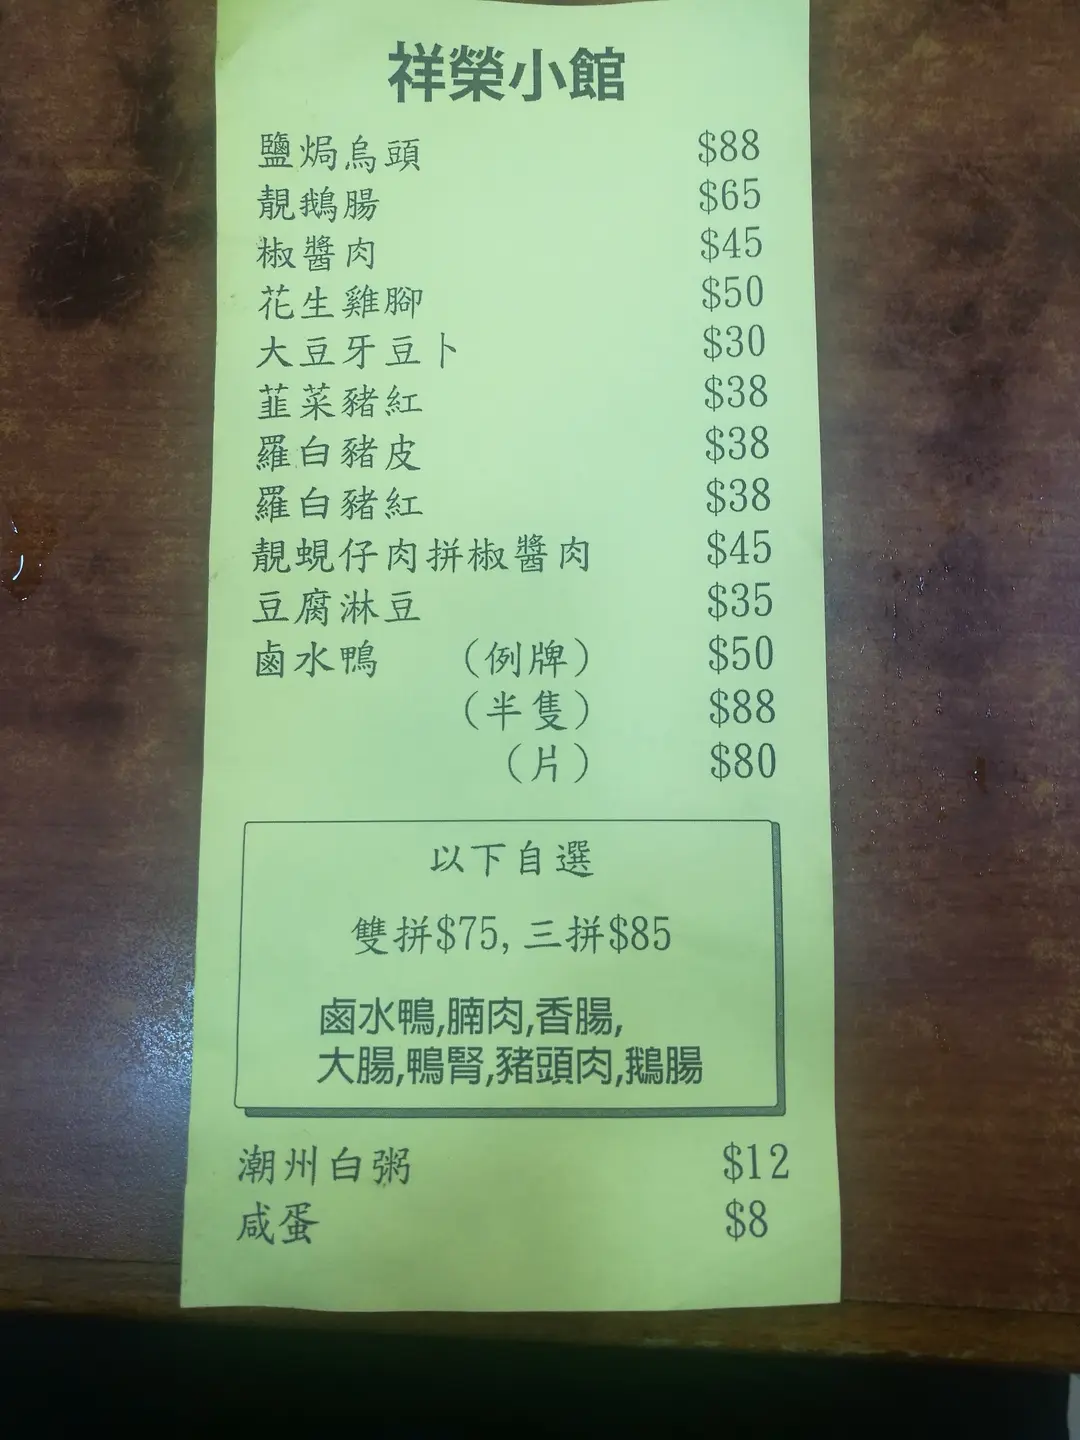 祥榮小館
鹽焗烏頭 $88
靚鵝腸 $65
椒醬肉 $45
花生雞腳 $50
大豆牙豆卜 $30
韮菜豬紅 $38
羅白豬皮 $38
羅白豬紅 $38
靚蜆仔肉拼椒醬肉 $45
豆腐淋豆 $35
鹵水鴨 （例牌） $50
（半隻） $88
（片） $80
以下自選
雙拼$75,三拼$85
鹵水鴨,腩肉,香腸,
大腸,鴨腎,豬頭肉,鵝腸
潮州白粥 $12
咸蛋 $8